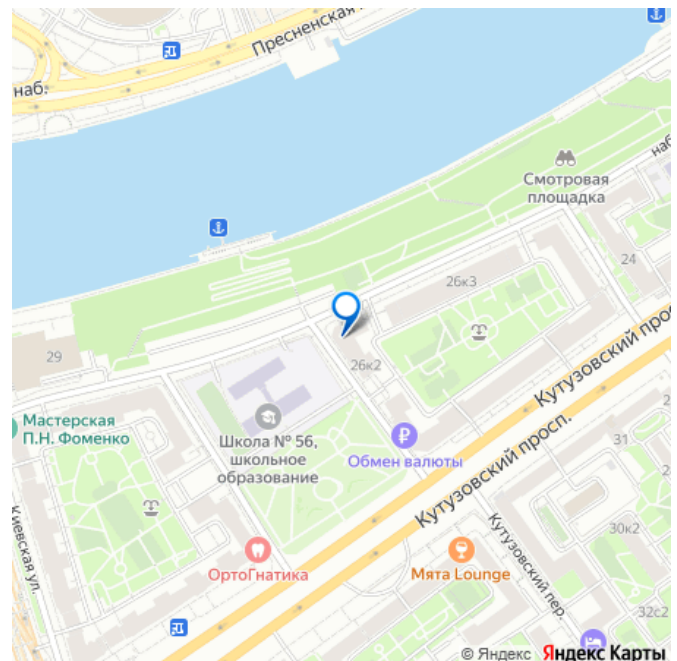 Пресненская
наб.
Смотровая
площадка
наб
24
26к3
29
26к2
Кутузовский прос
Мастерская
П.Н. Фоменко
Школа № 56,
школьное
образование
Обмен валюты
Кутузовский просп.
31
30к2
Киевская ул.
ОртоГнатика
Мята Lounge
Кутузовский пер.
32с2
© Яндекс Яндекс Карты